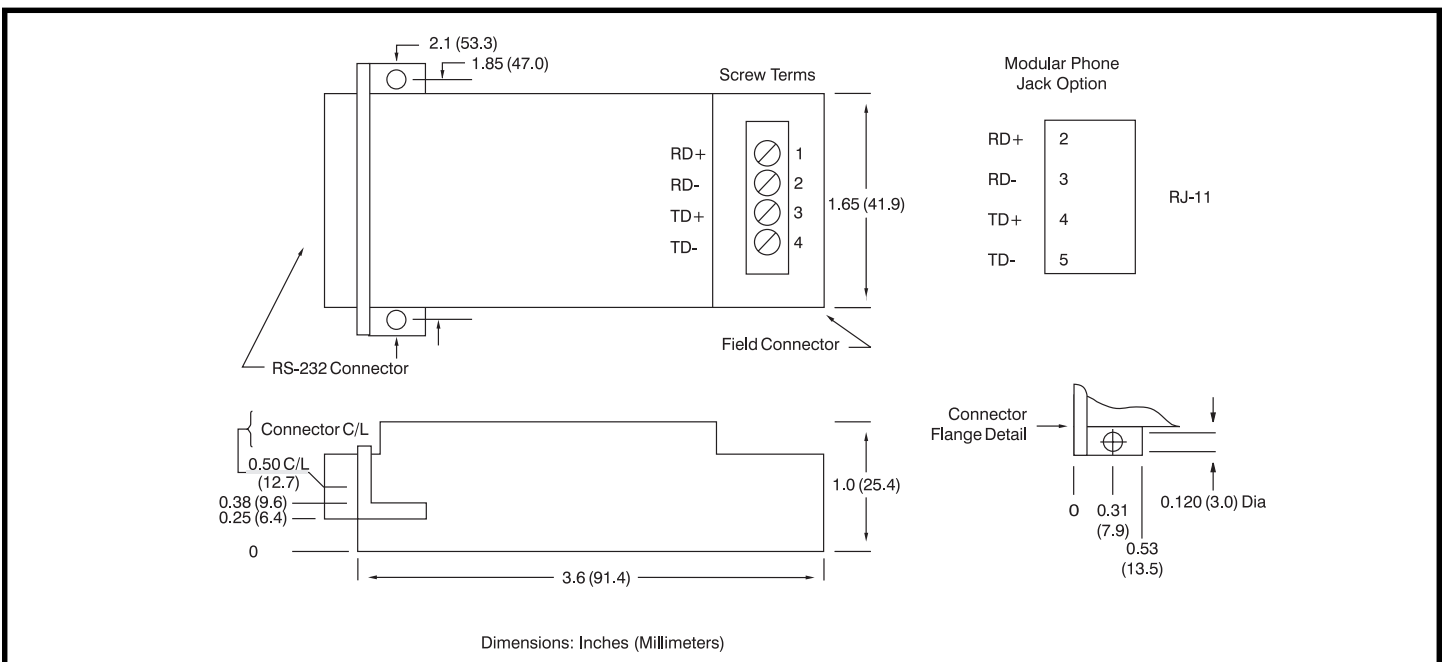 2.1 (53.3)
1.85 (47.0)
Screw Terms
RD+
RD-
TD+
TD-
1
2
3
4
1.65 (41.9)
Field Connector
RS-232 Connector
Modular Phone
Jack Option
RD+ 2
RD- 3
TD+ 4
TD- 5
RJ-11
Connector C/L
0.50 C/L
(12.7)
0.38 (9.6)
0.25 (6.4)
0
1.0 (25.4)
3.6 (91.4)
Connector
Flange Detail
0
0.31
(7.9)
0.53
(13.5)
0.120 (3.0) Dia
Dimensions: Inches (Millimeters)